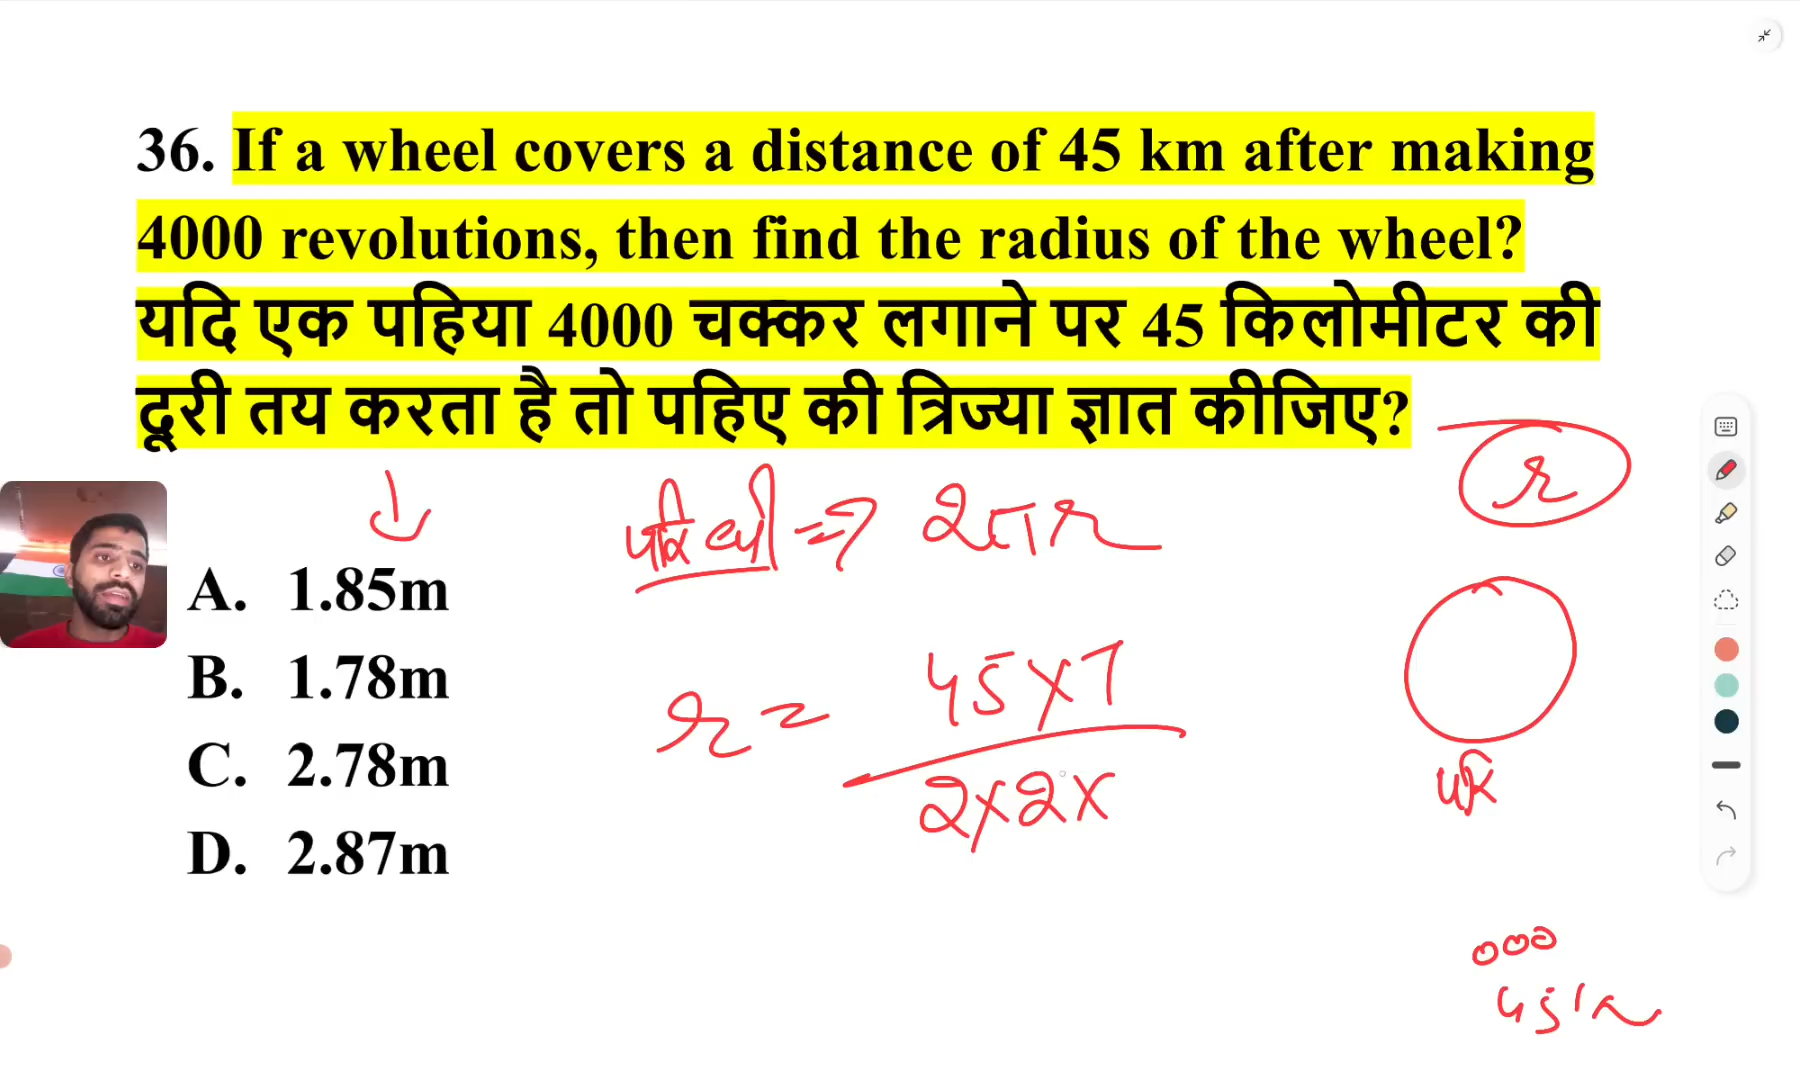 36. If a wheel covers a distance of 45 km after making
4000 revolutions, then find the radius of the wheel?
यदि एक पहिया 4000 चक्कर लगाने पर 45 किलोमीटर की
दूरी तय करता है तो पहिए की त्रिज्या ज्ञात कीजिए?
r
⇒ 2πr
A. 1.85m
B. 1.78m
C. 2.78m
D. 2.87m
r = 45×7
2×2×
परि
000
45